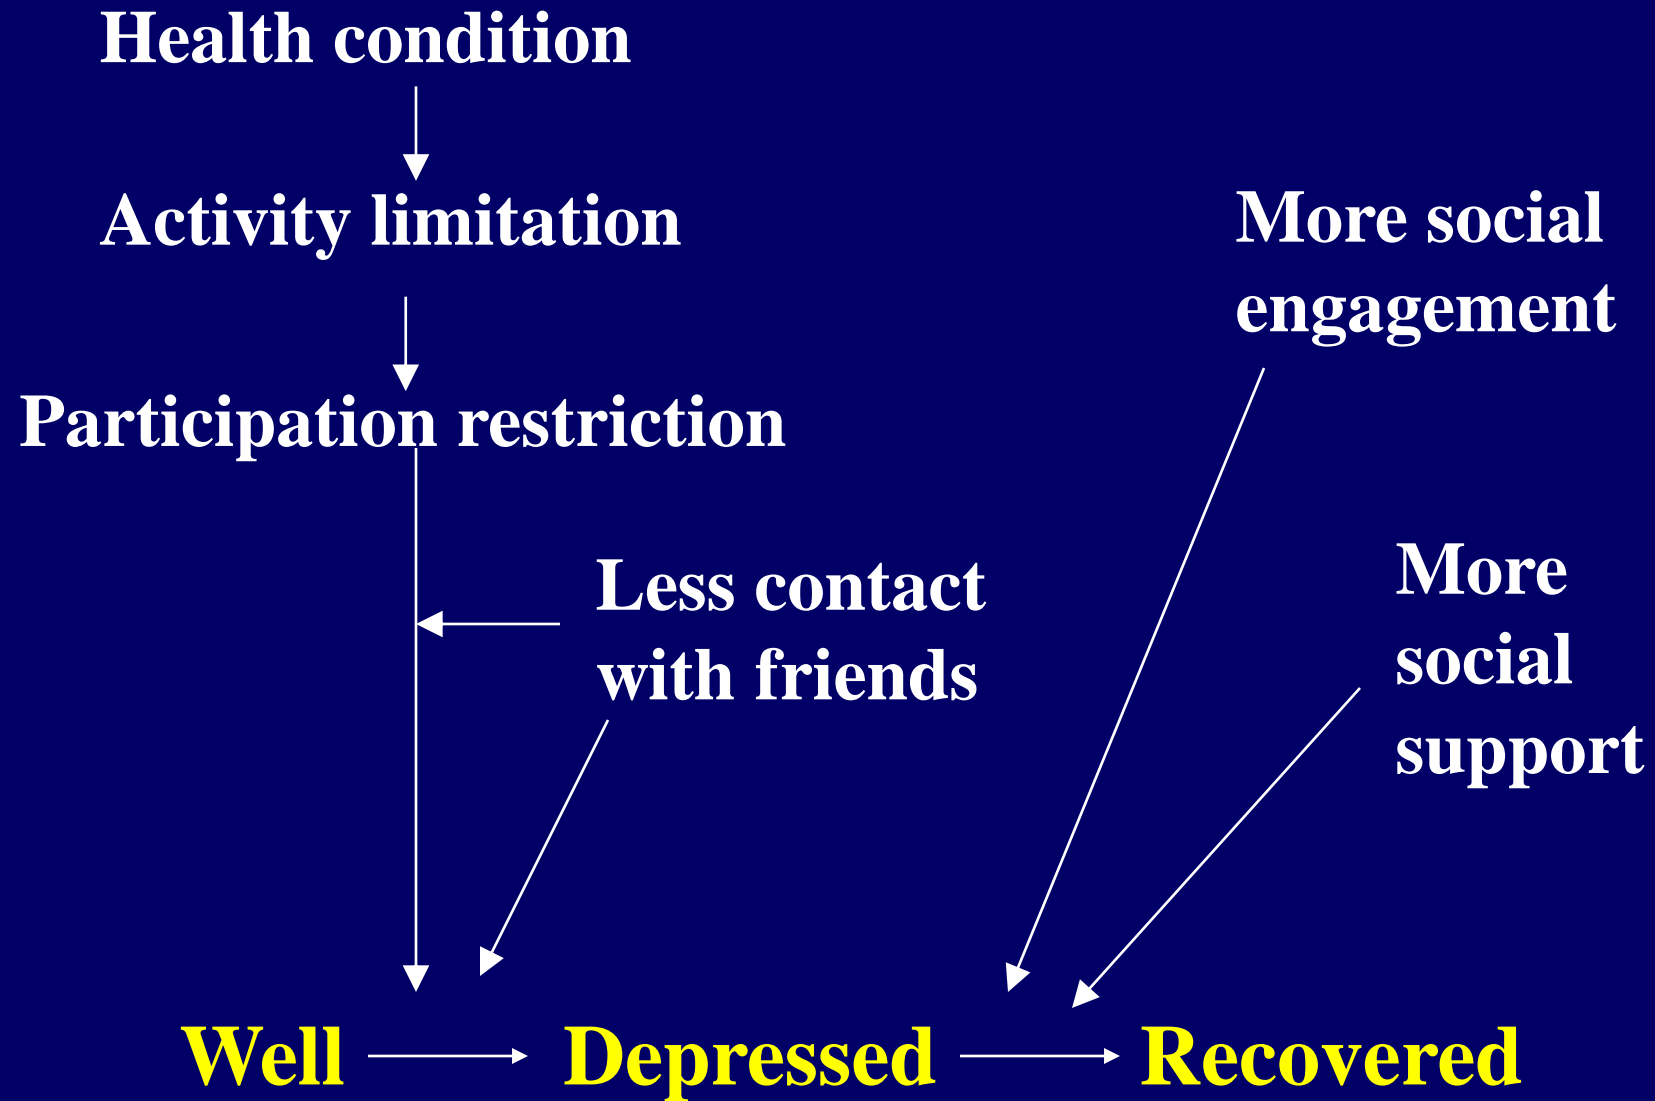 Health condition
Activity limitation
Participation restriction
Less contact
with friends
More social
engagement
More
social
support
Well
Depressed
Recovered